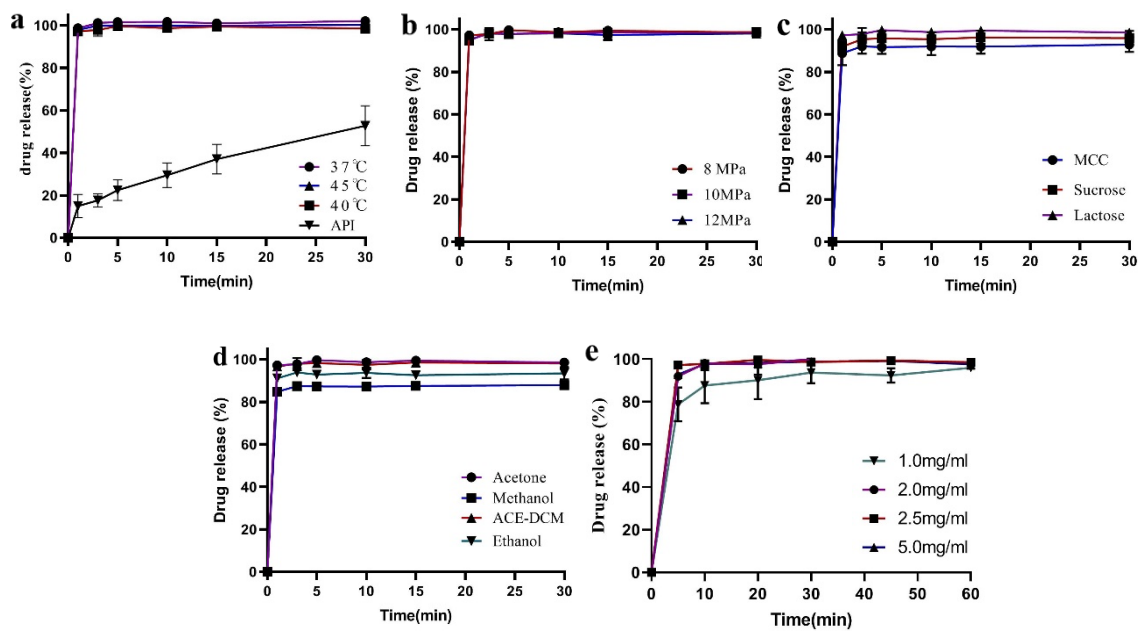 a
drug release(%)
100
80
60
40
20
0
0 5 10 15 20 25 30
Time(min)
37℃
45℃
40℃
API
b
Drug release (%)
100
80
60
40
20
0
0 5 10 15 20 25 30
Time(min)
8 MPa
10MPa
12MPa
c
Drug release (%)
100
80
60
40
20
0
0 5 10 15 20 25 30
Time(min)
MCC
Sucrose
Lactose
d
Drug release (%)
100
80
60
40
20
0
0 5 10 15 20 25 30
Time(min)
Acetone
Methanol
ACE-DCM
Ethanol
e
Drug release (%)
100
80
60
40
20
0
0 10 20 30 40 50 60
Time(min)
1.0mg/ml
2.0mg/ml
2.5mg/ml
5.0mg/ml